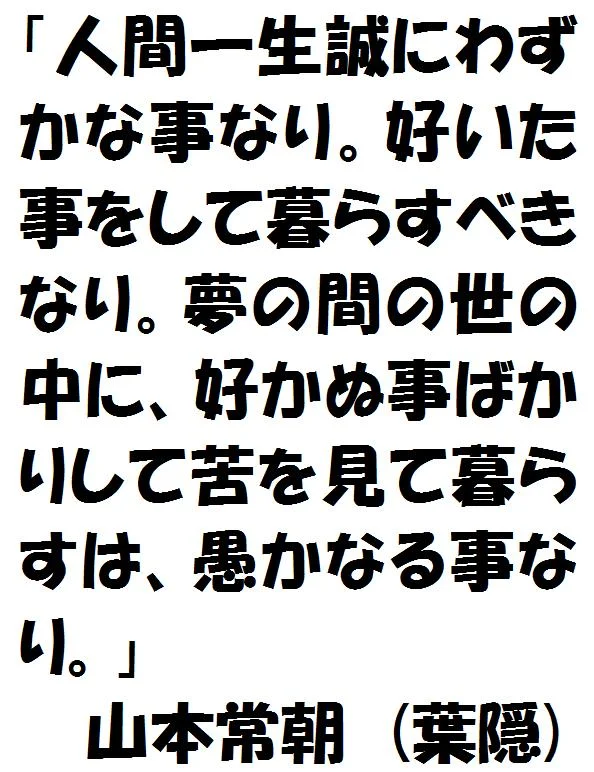 「人間一生誠にわず
かな事なり。好いた
事をして暮らすべき
なり。夢の間の世の
中に、好かぬ事ばか
りして苦を見て暮ら
すは、愚かなる事な
り。」
山本常朝（葉隠）